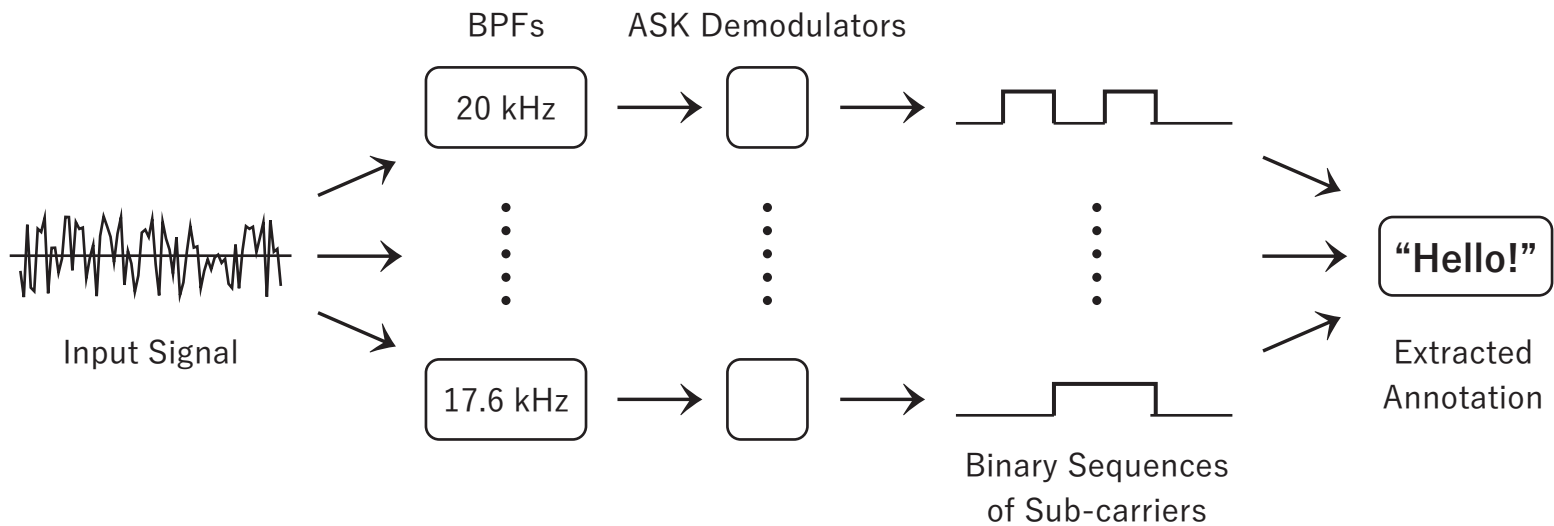 BPFs
ASK Demodulators
20 kHz
Input Signal
17.6 kHz
Binary Sequences
of Sub-carriers
“Hello!”
Extracted
Annotation